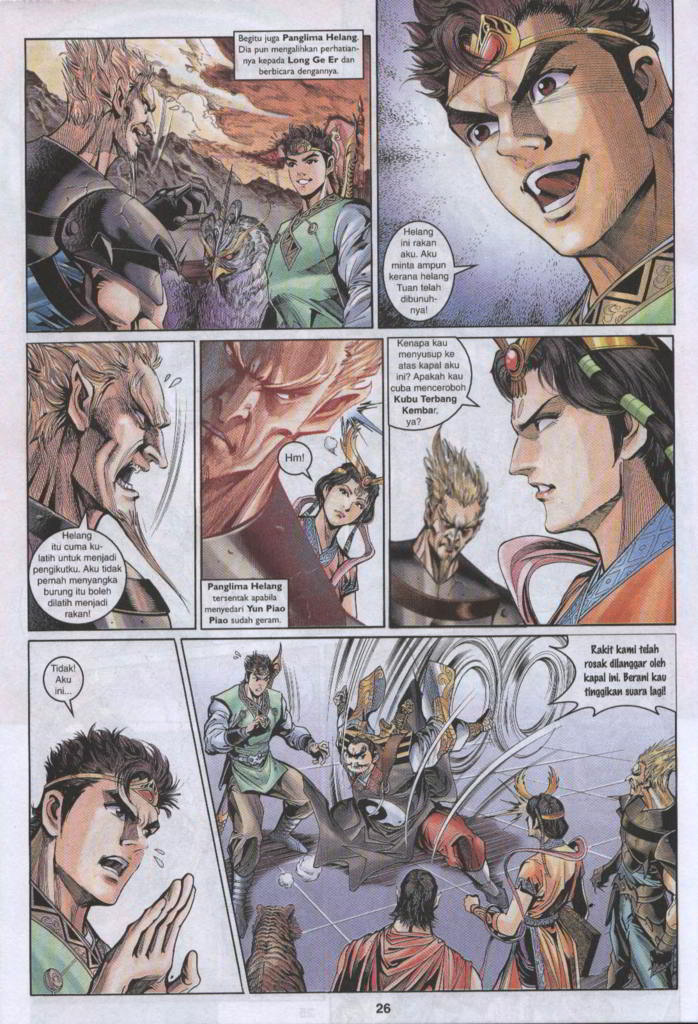 Begitu juga Panglima Helang.
Dia pun mengalihkan perhatian-
nya kepada Long Ge Er dan
berbicara dengannya.
Helang
ini rakan
aku. Aku
minta ampun
kerana helang
Tuan telah
dibunuh-
nya!
Helang
itu cuma ku-
latih untuk menjadi
pengikutku. Aku tidak
pernah menyangka
burung itu boleh
dilatih menjadi
rakan!
Hm!
Panglima Helang
tersentak apabila
menyedari Yun Piao
Piao sudah geram.
Kenapa kau
menyusup ke
atas kapal aku
ini? Apakah kau
cuba menceroboh
Kubu Terbang
Kembar,
ya?
Tidak!
Aku
ini...
Rakit kami telah
rosak dilanggar oleh
kapal ini. Berani kau
tinggikan suara lagi!
26